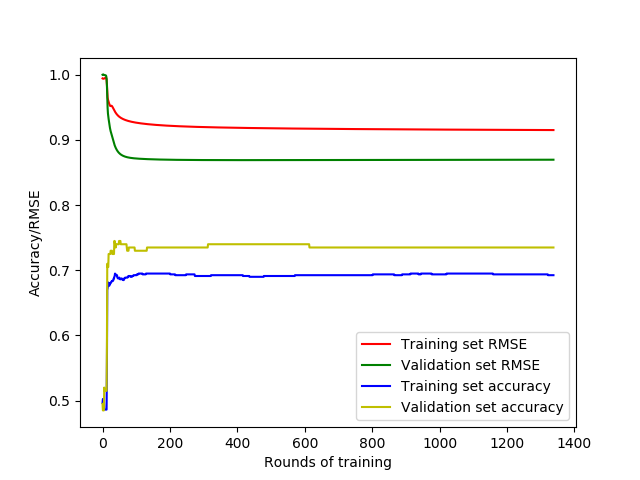 1.0
0.9
0.8
0.7
0.6
0.5
Accuracy/RMSE
Training set RMSE
Validation set RMSE
Training set accuracy
Validation set accuracy
0
200
400
600
800
1000
1200
1400
Rounds of training